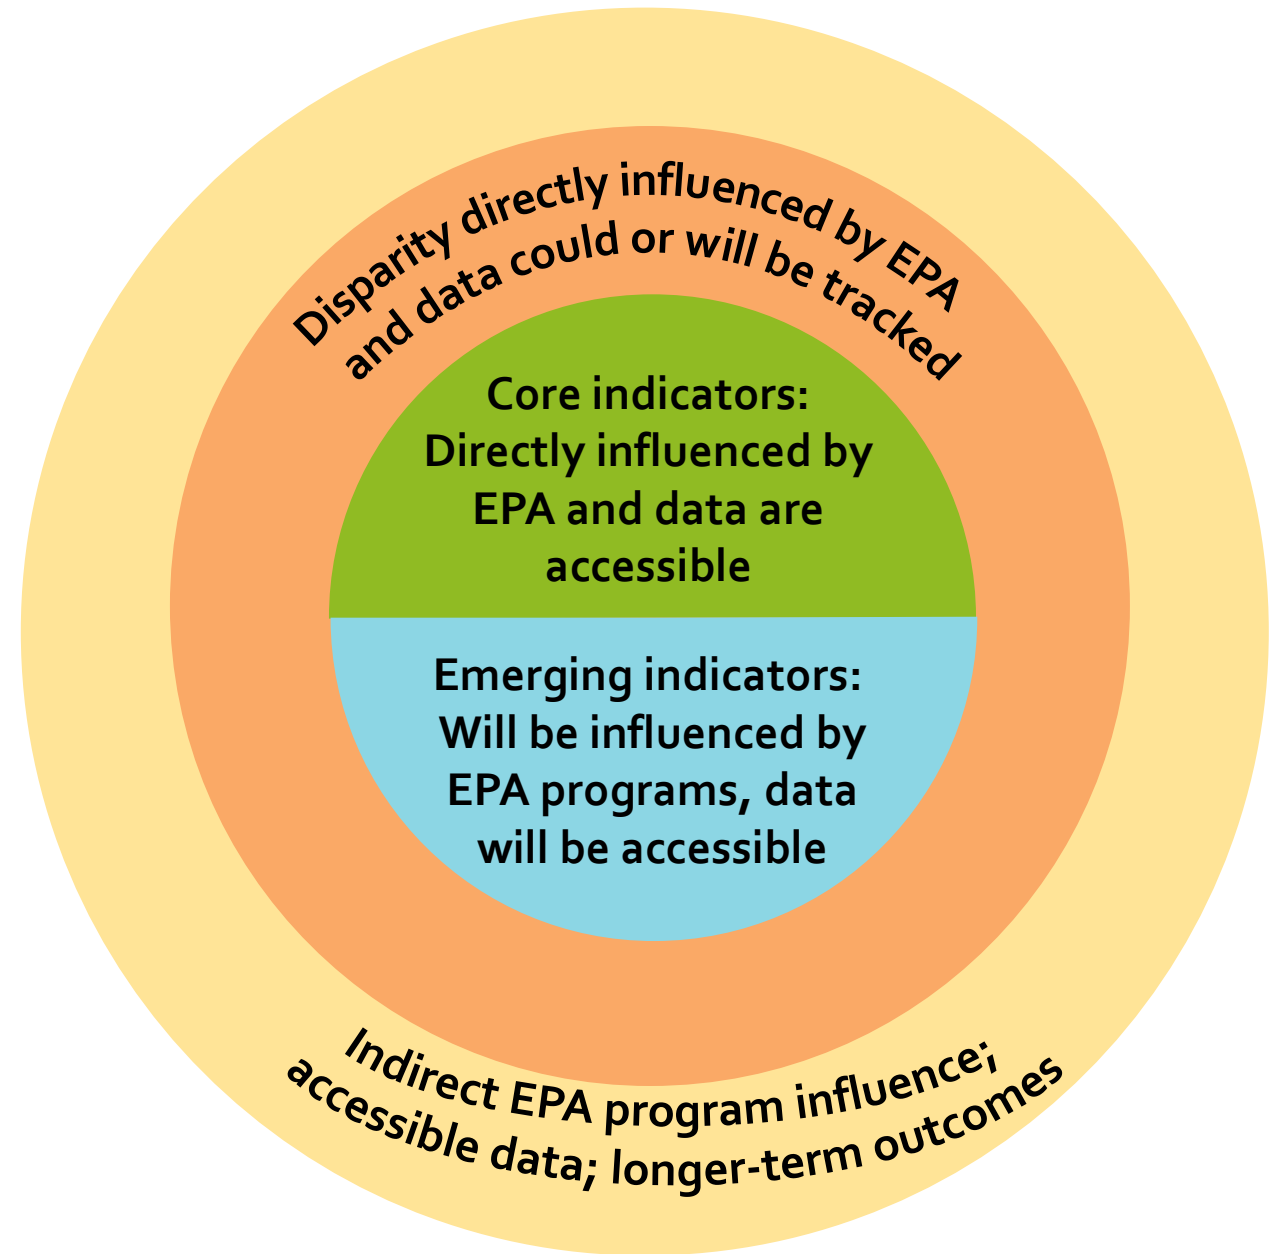 Disparity directly influenced by EPA
and data could or will be tracked
Core indicators:
Directly influenced by
EPA and data are
accessible
Emerging indicators:
Will be influenced by
EPA programs, data
will be accessible
Indirect EPA program influence;
accessible data; longer-term outcomes